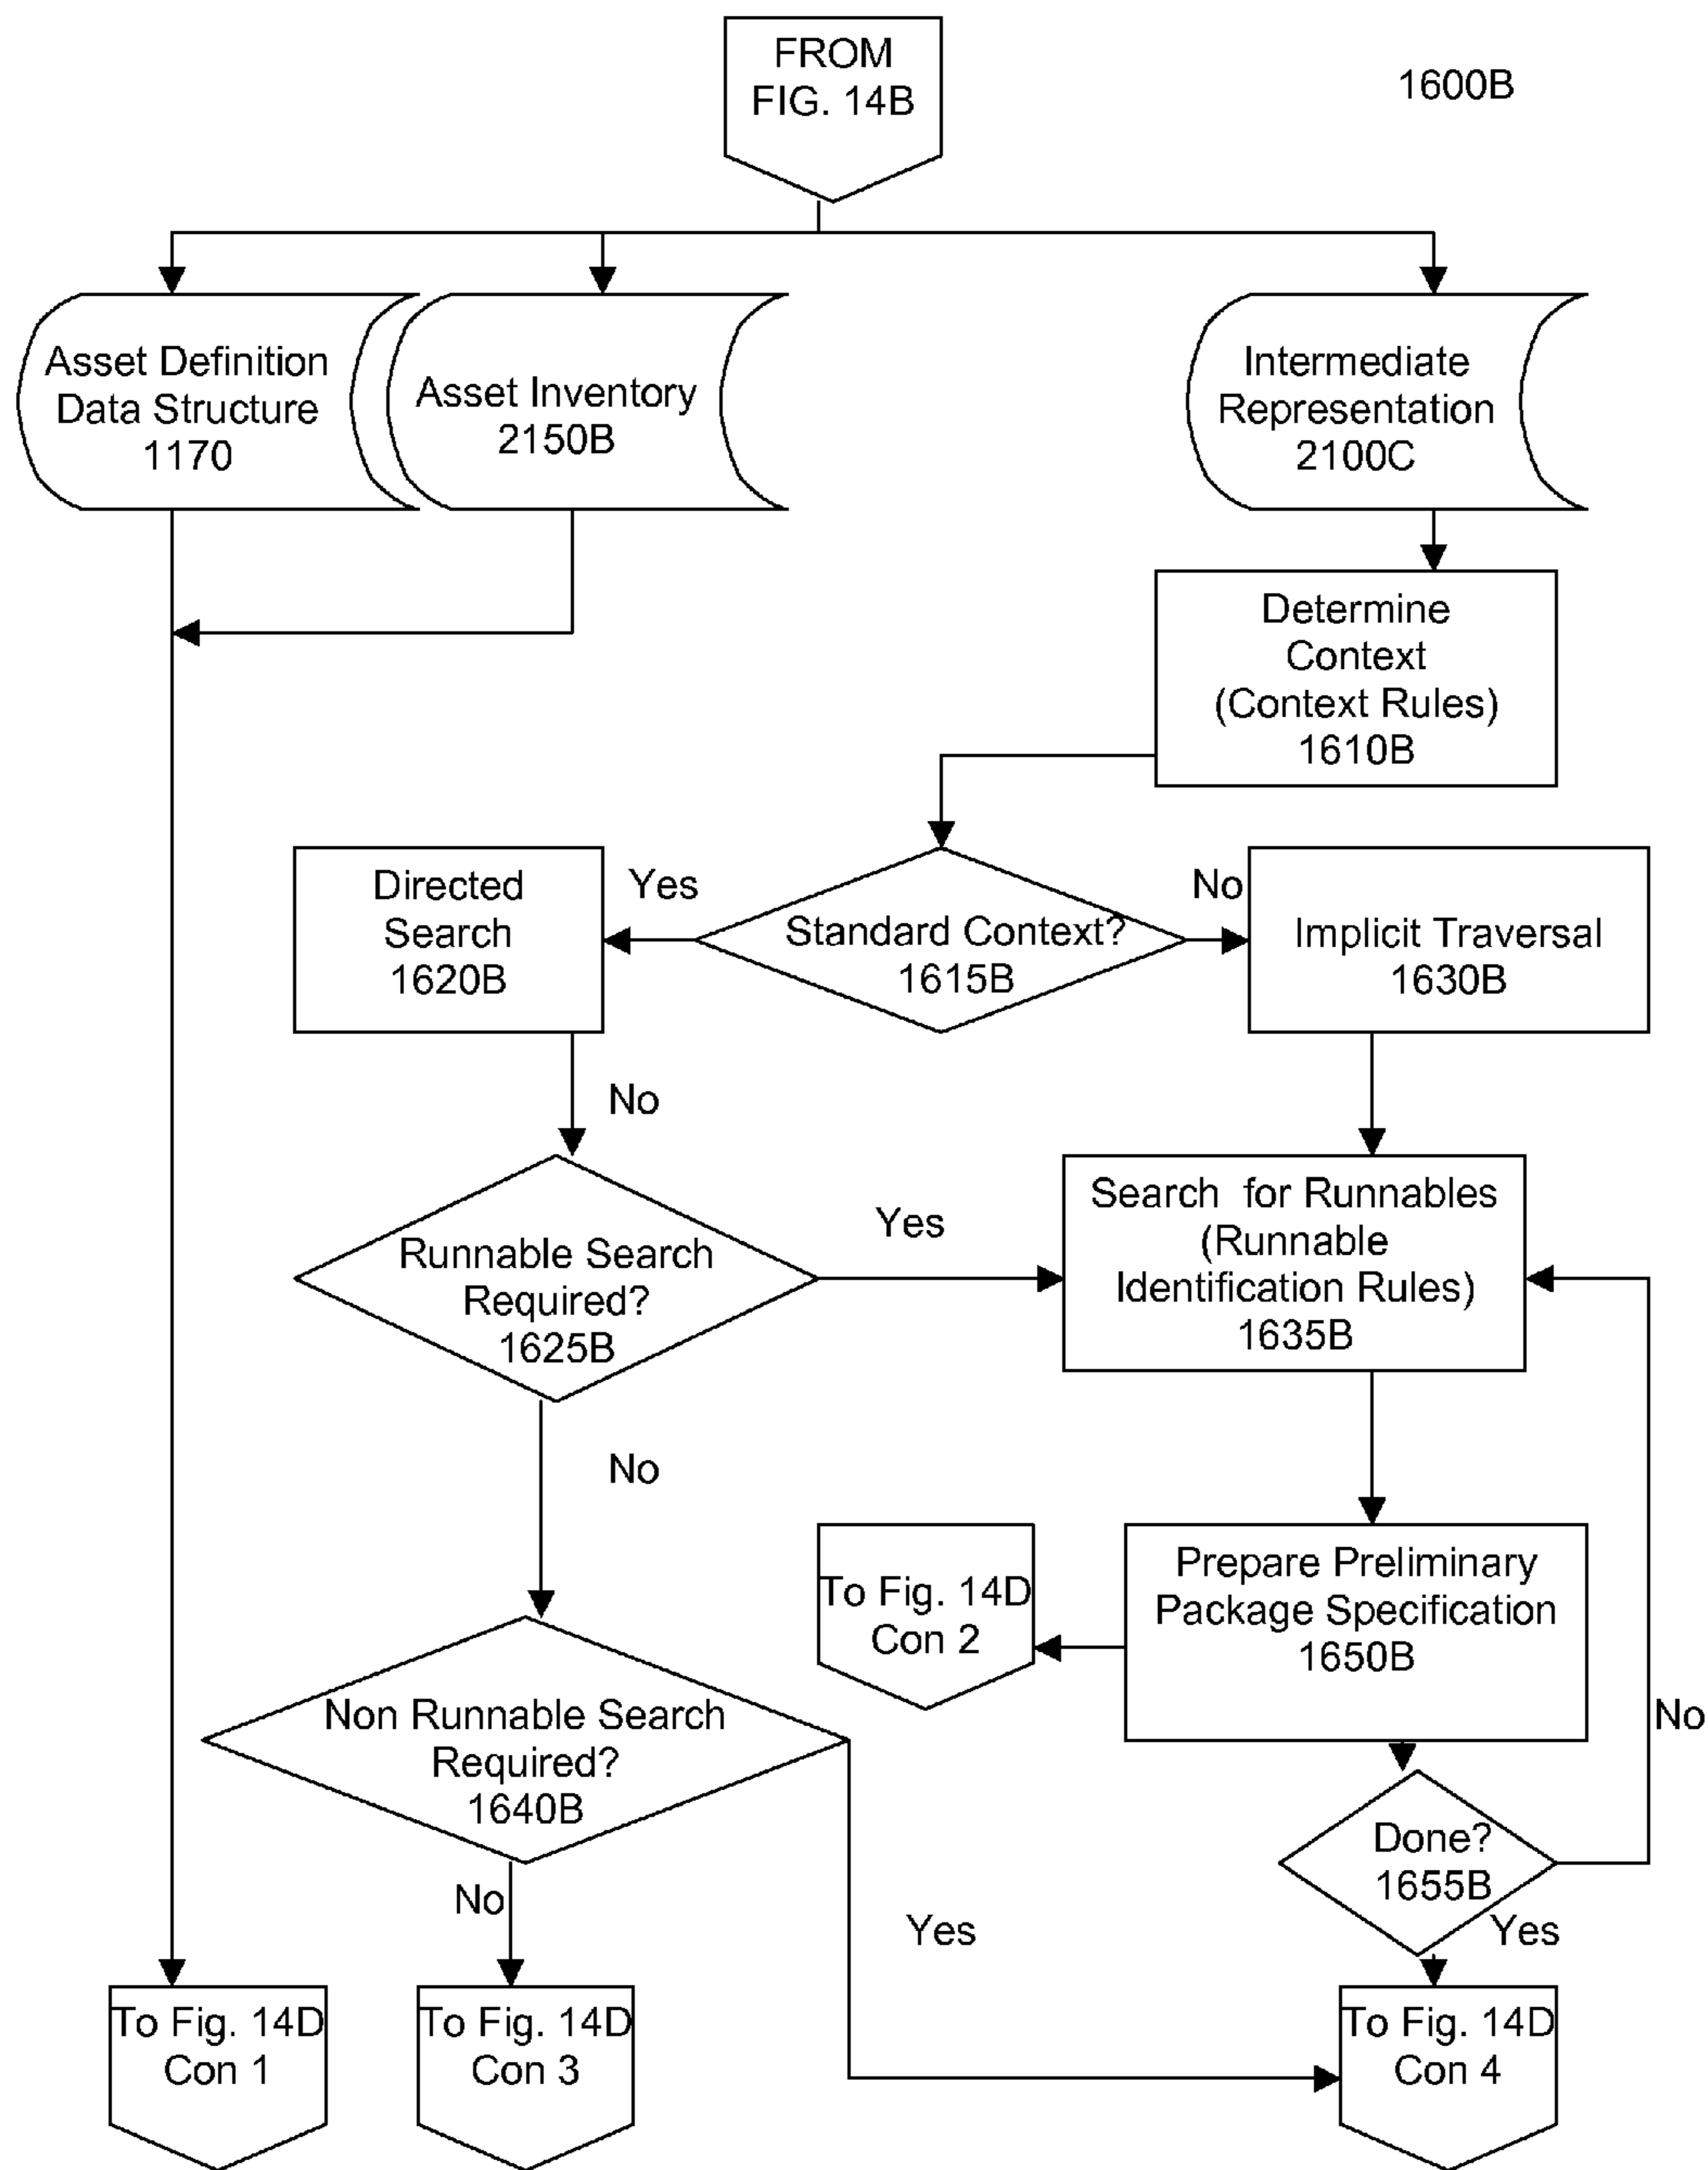 FROM
FIG. 14B
1600B
Asset Definition
Data Structure
1170
Asset Inventory
2150B
Intermediate
Representation
2100C
Determine
Context
(Context Rules)
1610B
Directed
Search
1620B
Yes
Standard Context?
1615B
No
Implicit Traversal
1630B
No
Runnable Search
Required?
1625B
Yes
Search for Runnables
(Runnable
Identification Rules)
1635B
No
To Fig. 14D
Con 2
Prepare Preliminary
Package Specification
1650B
No
Non Runnable Search
Required?
1640B
Done?
1655B
No
Yes
Yes
To Fig. 14D
Con 1
To Fig. 14D
Con 3
To Fig. 14D
Con 4